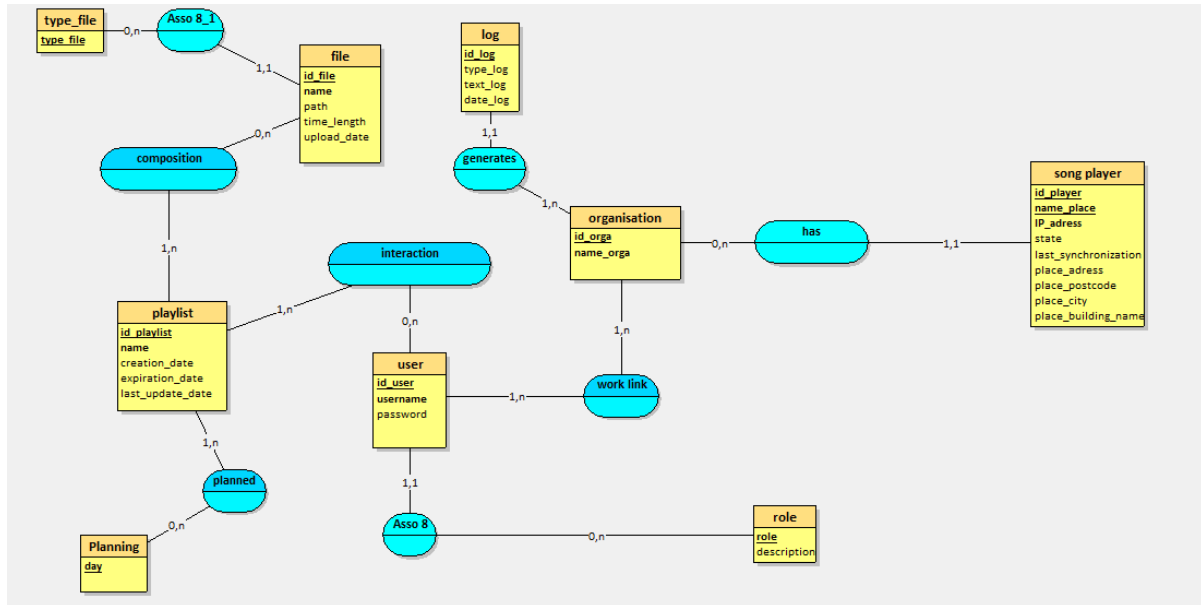 type_file
type_file
0,n
Asso 8_1
1,1
file
id_file
name
path
time_length
upload_date
0,n
composition
1,n
log
id_log
type_log
text_log
date_log
1,1
generates
1,n
organisation
id_orga
name_orga
0,n
has
1,1
song player
id_player
name_place
IP_adress
state
last_synchronization
place_adress
place_postcode
place_city
place_building_name
interaction
1,n
0,n
1,n
playlist
id_playlist
name
creation_date
expiration_date
last_update_date
user
id_user
username
password
1,n
work link
1,n
planned
0,n
Planning
day
1,1
Asso 8
0,n
role
role
description